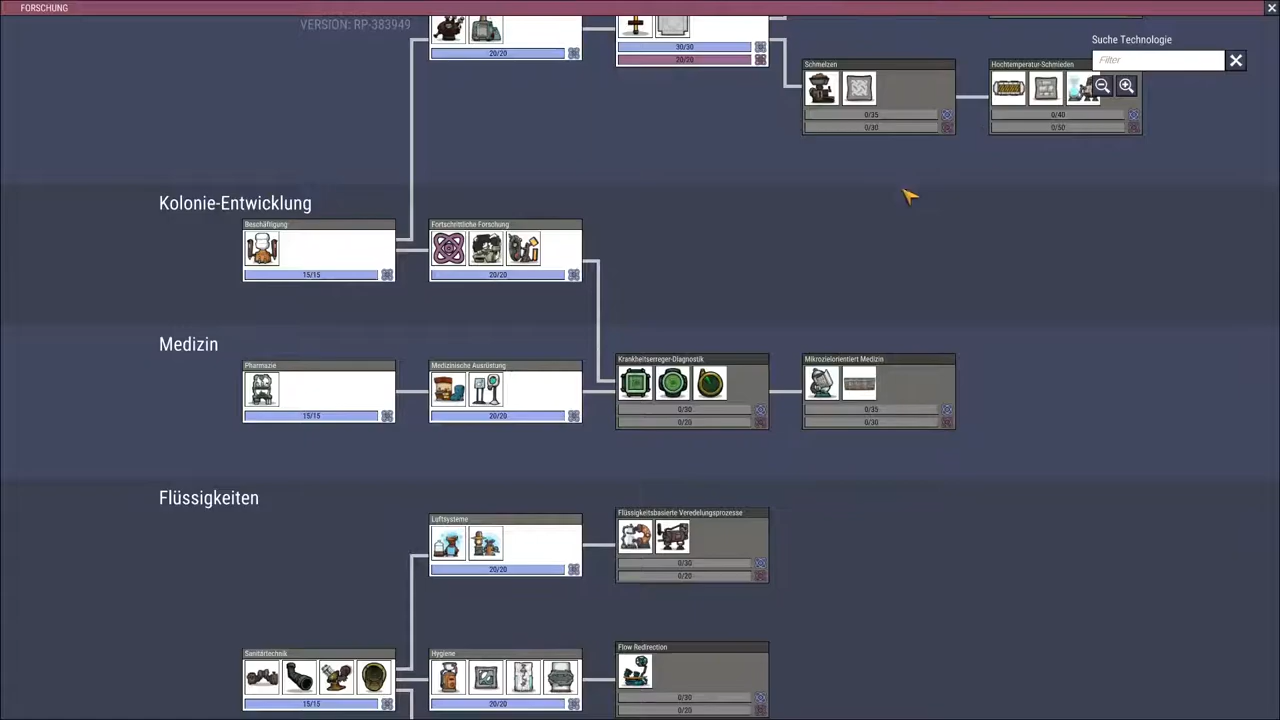 FORSCHUNG
VERSION: RP-383949
20/20
30/30
20/20
Suche Technologie
Filter
Schmelzen
0/35
0/30
Hochtemperatur-Schmieden
0/40
0/50
Kolonie-Entwicklung
Beschäftigung
15/15
Fortschrittliche Forschung
20/20
Medizin
Pharmazie
15/15
Medizinische Ausrüstung
20/20
Krankheitserreger-Diagnostik
0/30
0/20
Mikrozielorientiert Medizin
0/35
0/30
Flüssigkeiten
Luftsysteme
20/20
Flüssigkeitsbasierte Veredelungsprozesse
0/30
0/20
Sanitärtechnik
15/15
Hygiene
20/20
Flow Redirection
0/30
0/20